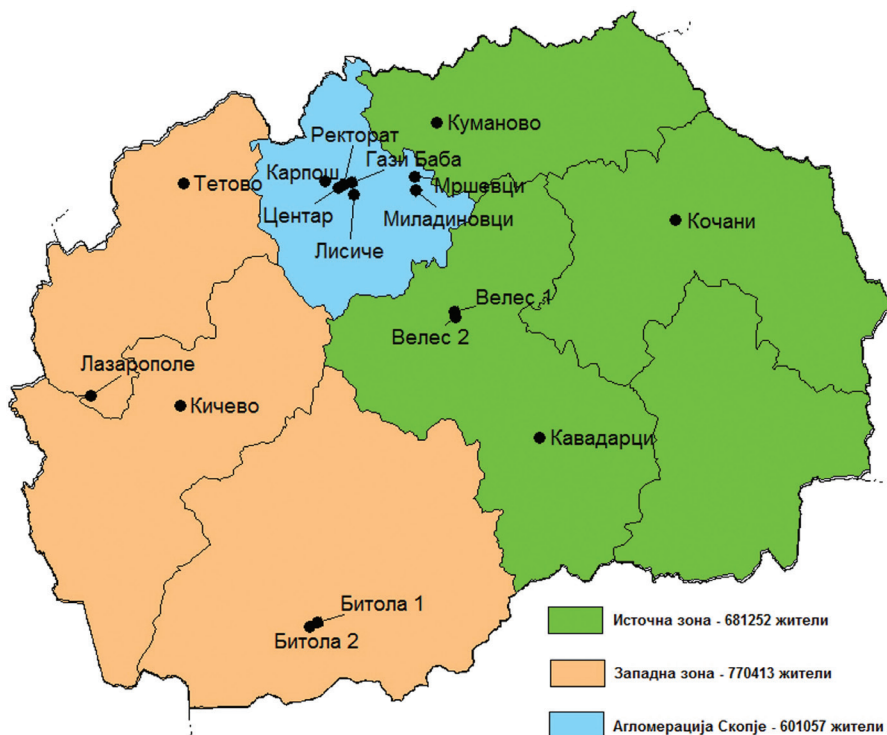 Куманово
Ректорат
Гази Баба
Карпош
Мршевци
Тетово
Центар
Миладиновци
Кочани
Лисиче
Велес 1
Велес 2
Лазарополе
Кичево
Кавадарци
Битола 1
Битола 2
Источна зона - 681252 жители
Западна зона - 770413 жители
Агломерација Скопје - 601057 жители